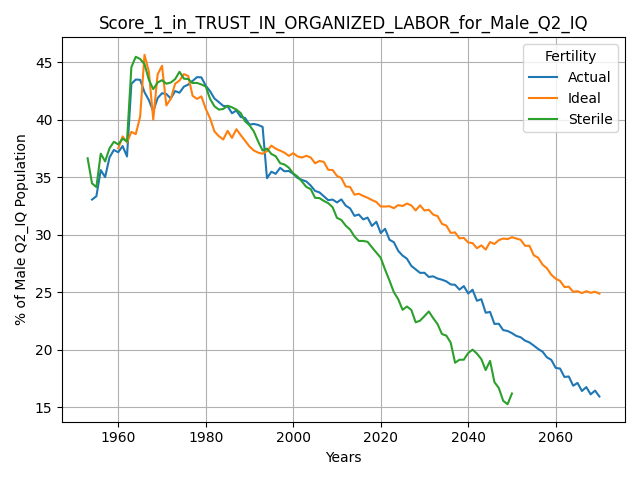 Score_1_in_TRUST_IN_ORGANIZED_LABOR_for_Male_Q2_IQ
Fertility
Actual
Ideal
Sterile
% of Male Q2_IQ Population
45
40
35
30
25
20
15
1960
1980
2000
2020
2040
2060
Years